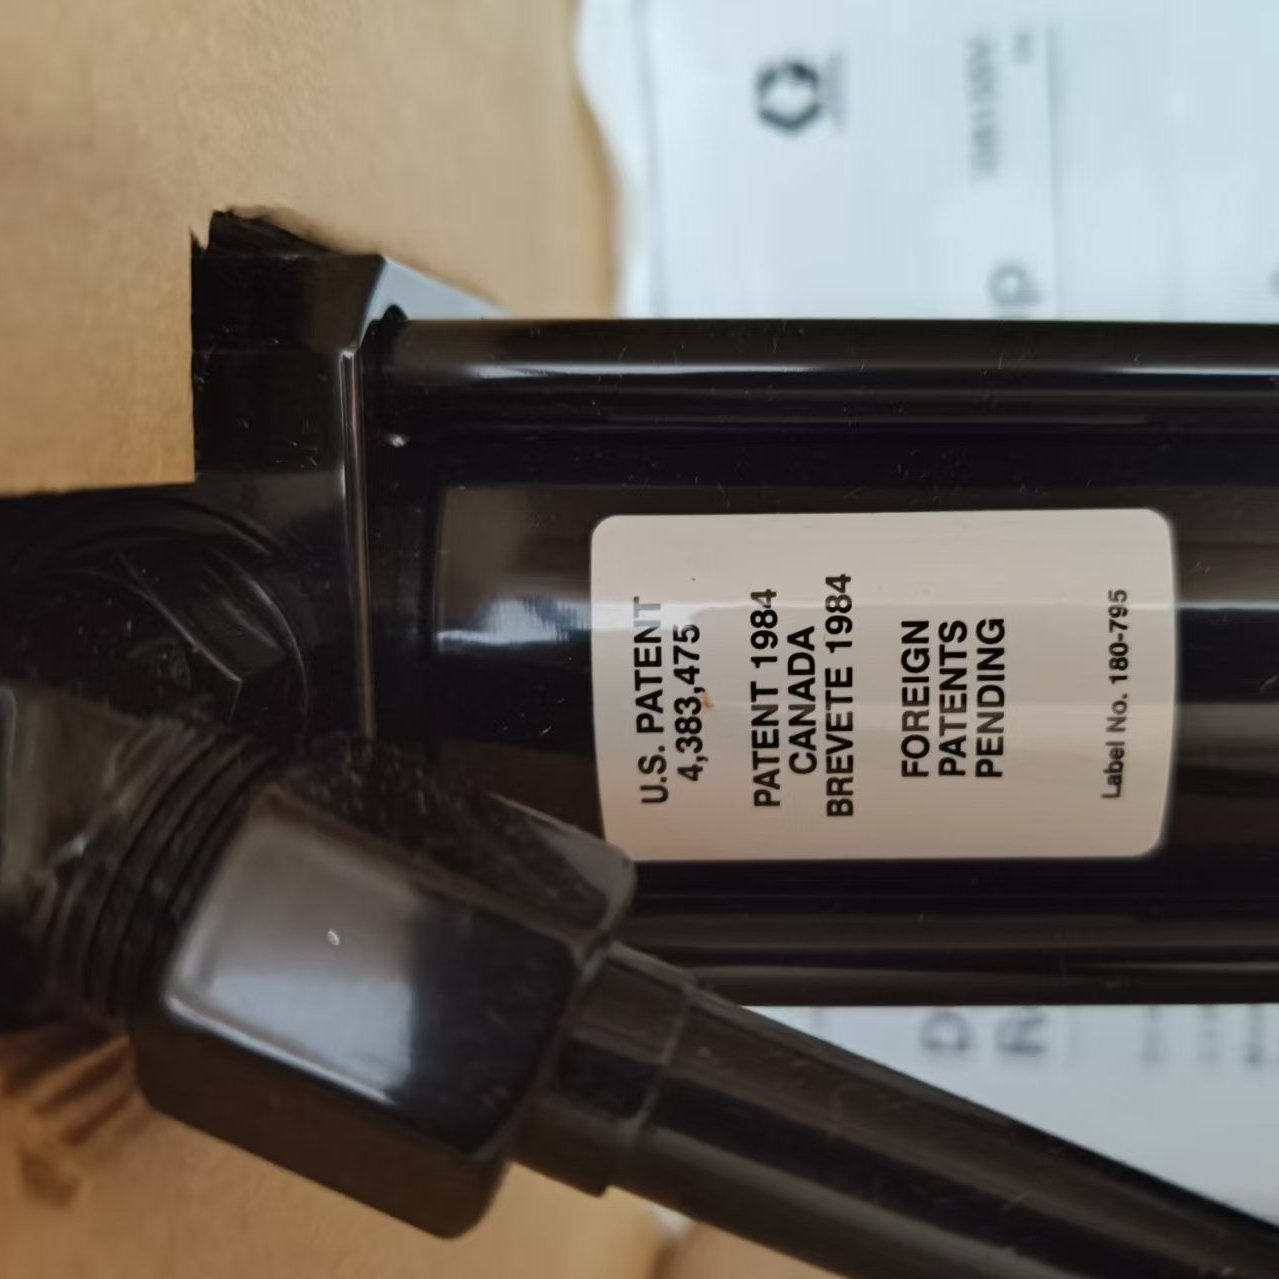 U.S. PATENT
4,383,475
PATENT 1984
CANADA
BREVETE 1984
FOREIGN
PATENTS
PENDING
Label No. 180-795